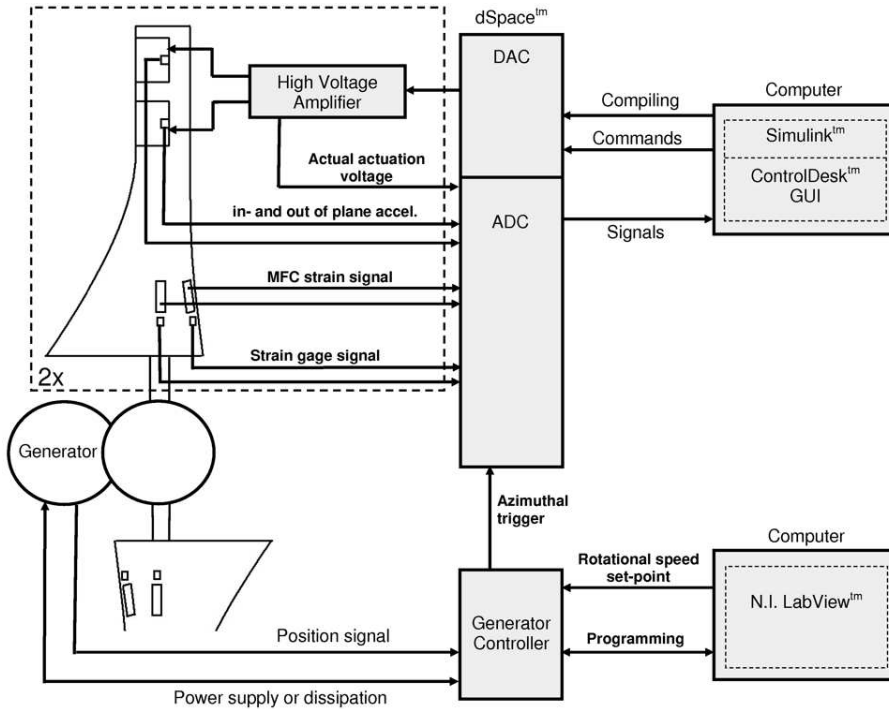 dSpace™
DAC
High Voltage
Amplifier
Computer
Compiling
Commands
Simulink™
ControlDesk™
GUI
Actual actuation
voltage
in- and out of plane accel.
ADC
Signals
MFC strain signal
Strain gage signal
2x
Generator
Azimuthal
trigger
Computer
Rotational speed
set-point
N.I. LabView™
Generator
Controller
Programming
Position signal
Power supply or dissipation